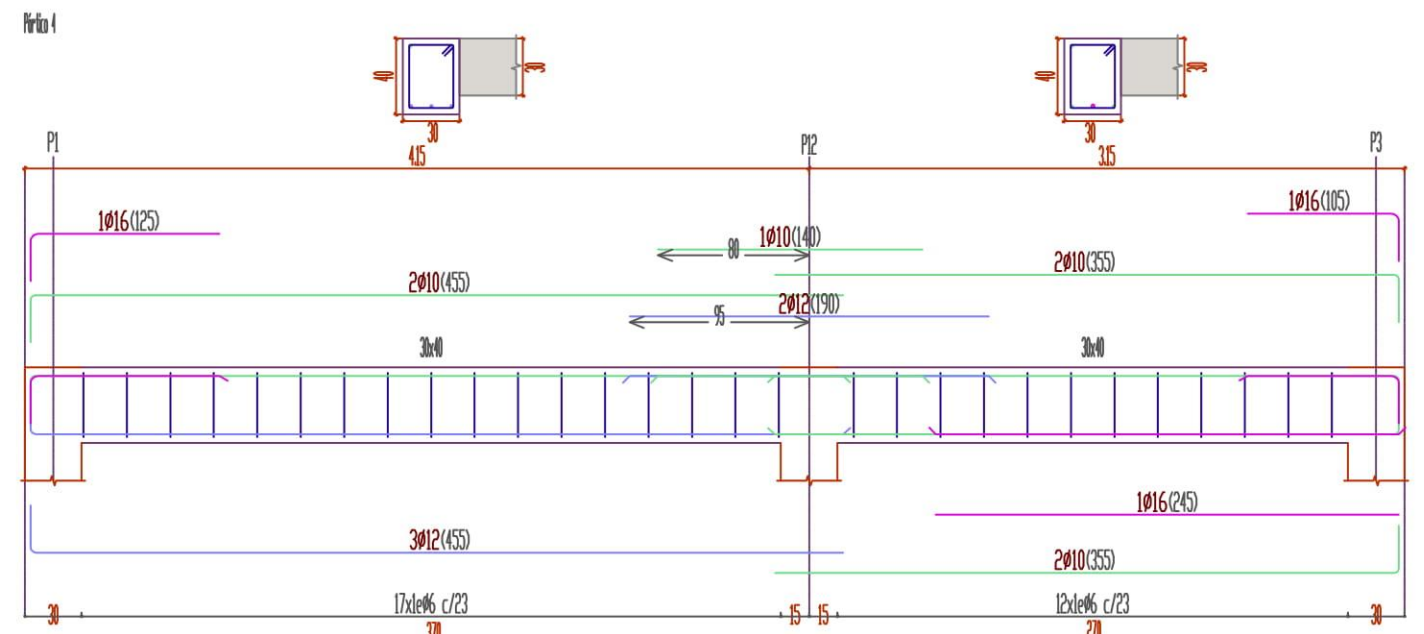 Pórtico 4
40
30
30
40
30
30
P1
4.15
P12
3.15
P3
1Ø16(125)
1Ø16(105)
1Ø10(140)
80
2Ø10(455)
2Ø10(355)
2Ø12(190)
95
30x40
30x40
1Ø16(245)
3Ø12(455)
2Ø10(355)
30
17x1eØ6 c/23
15
15
12x1eØ6 c/23
30
370
270